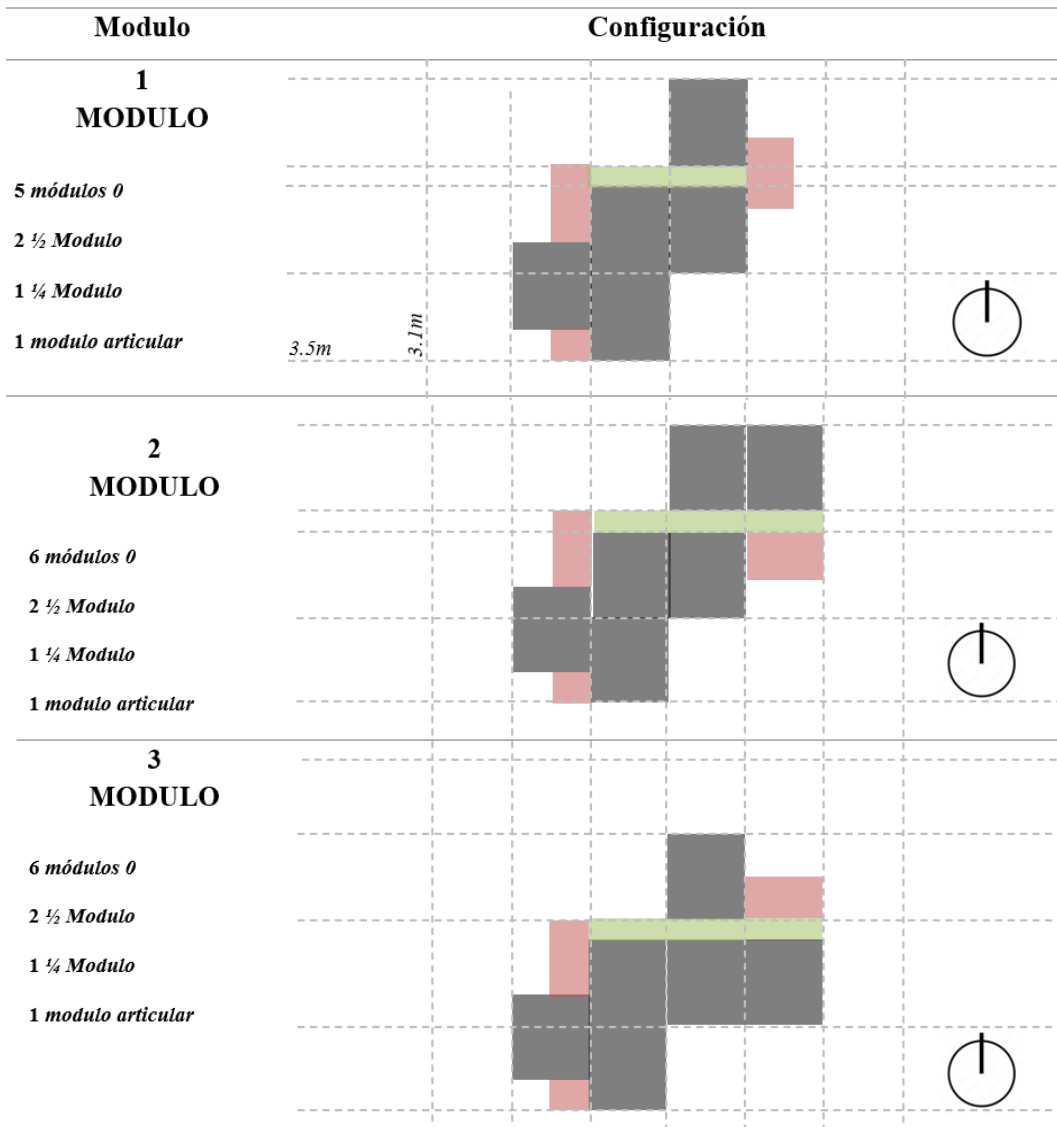 Modulo Configuración
1
MODULO
5 módulos 0
2 ½ Modulo
1 ¼ Modulo
1 modulo articular
3.5m
3.1m
2
MODULO
6 módulos 0
2 ½ Modulo
1 ¼ Modulo
1 modulo articular
3
MODULO
6 módulos 0
2 ½ Modulo
1 ¼ Modulo
1 modulo articular